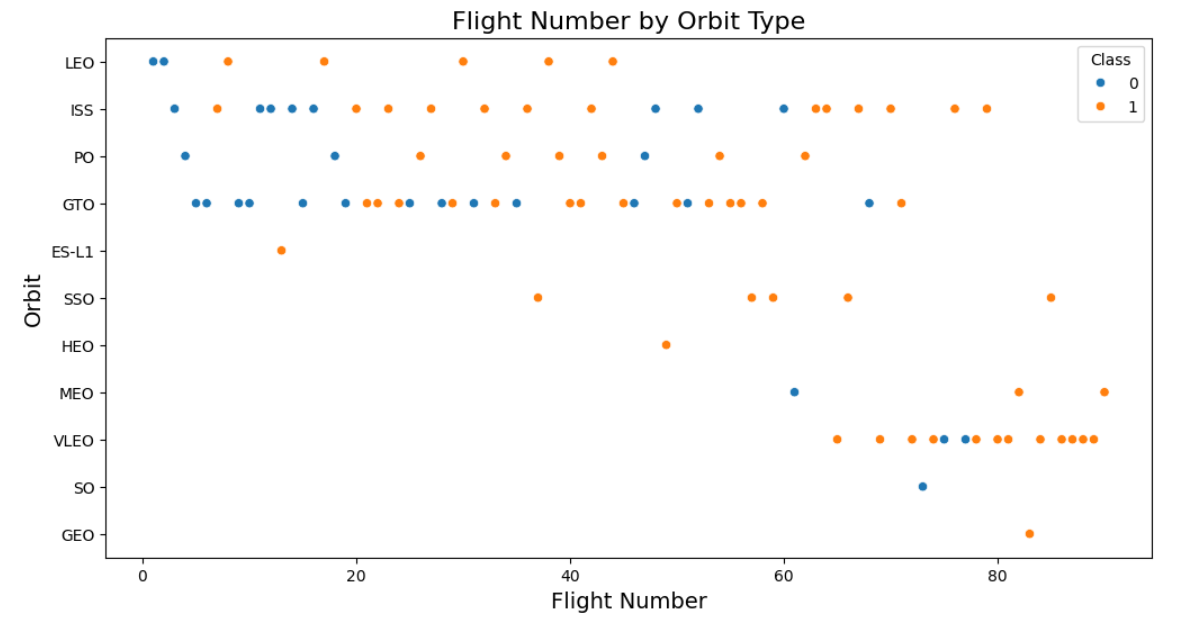 Flight Number by Orbit Type
Class
0
1
Orbit
LEO
ISS
PO
GTO
ES-L1
SSO
HEO
MEO
VLEO
SO
GEO
0 20 40 60 80
Flight Number